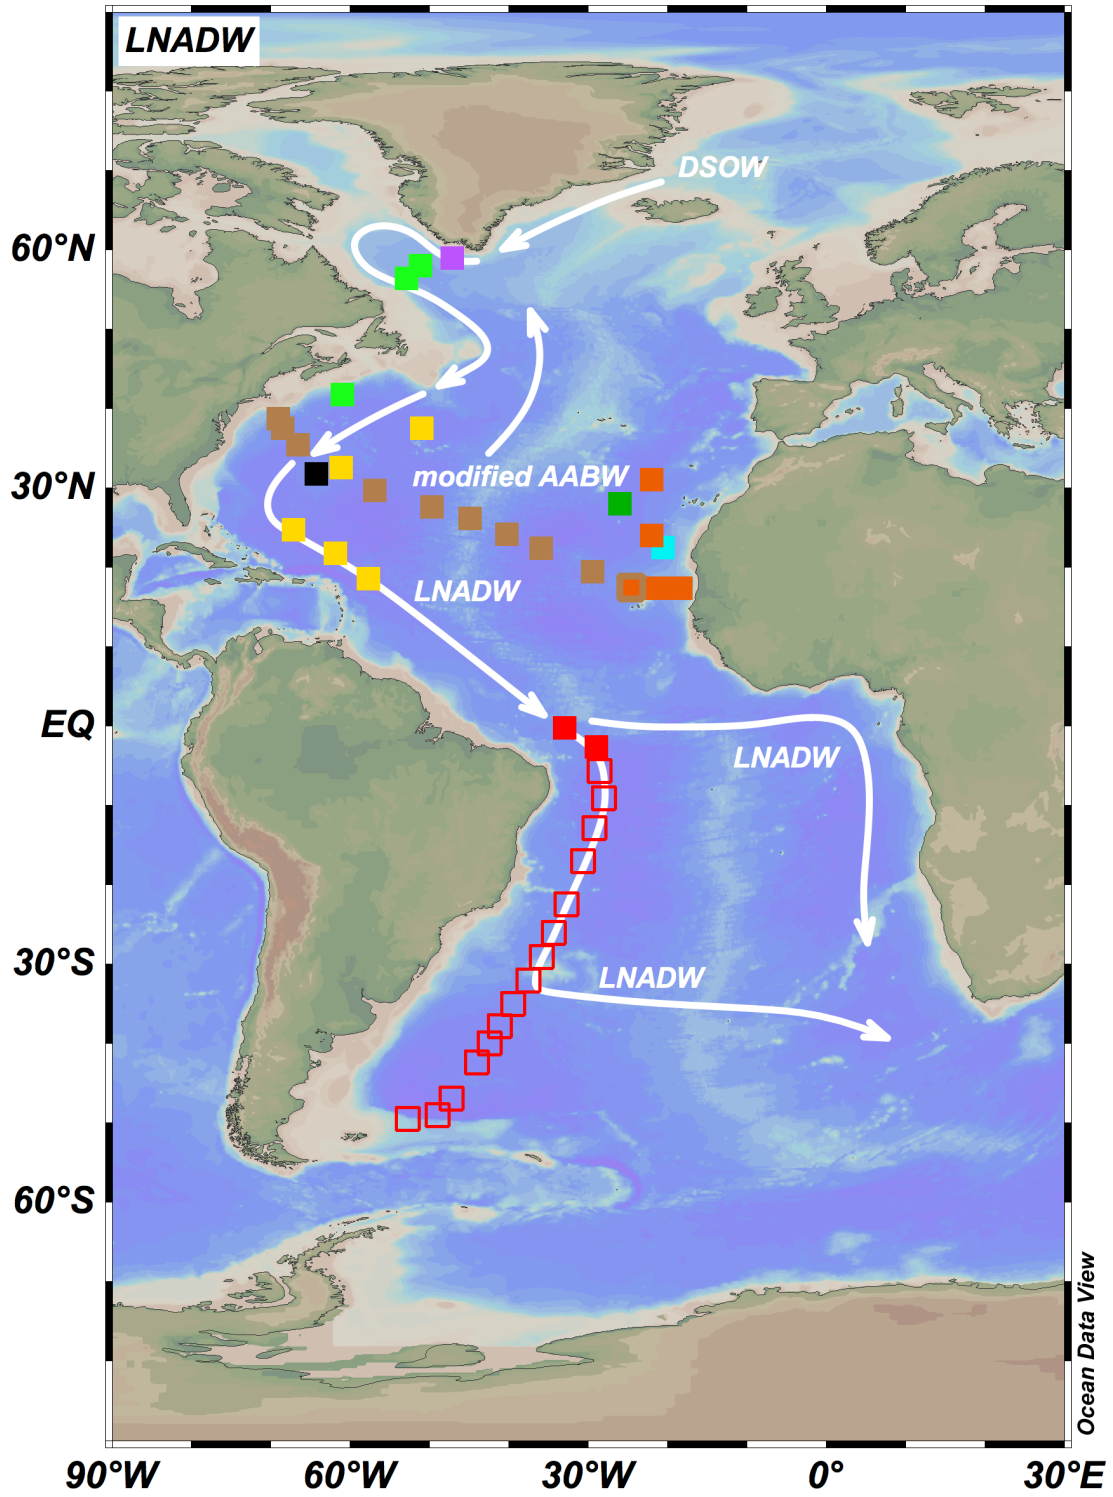 LNADW
DSOW
60°N
modified AABW
30°N
LNADW
EQ
LNADW
30°S
LNADW
60°S
Ocean Data View
90°W 60°W 30°W 0° 30°E